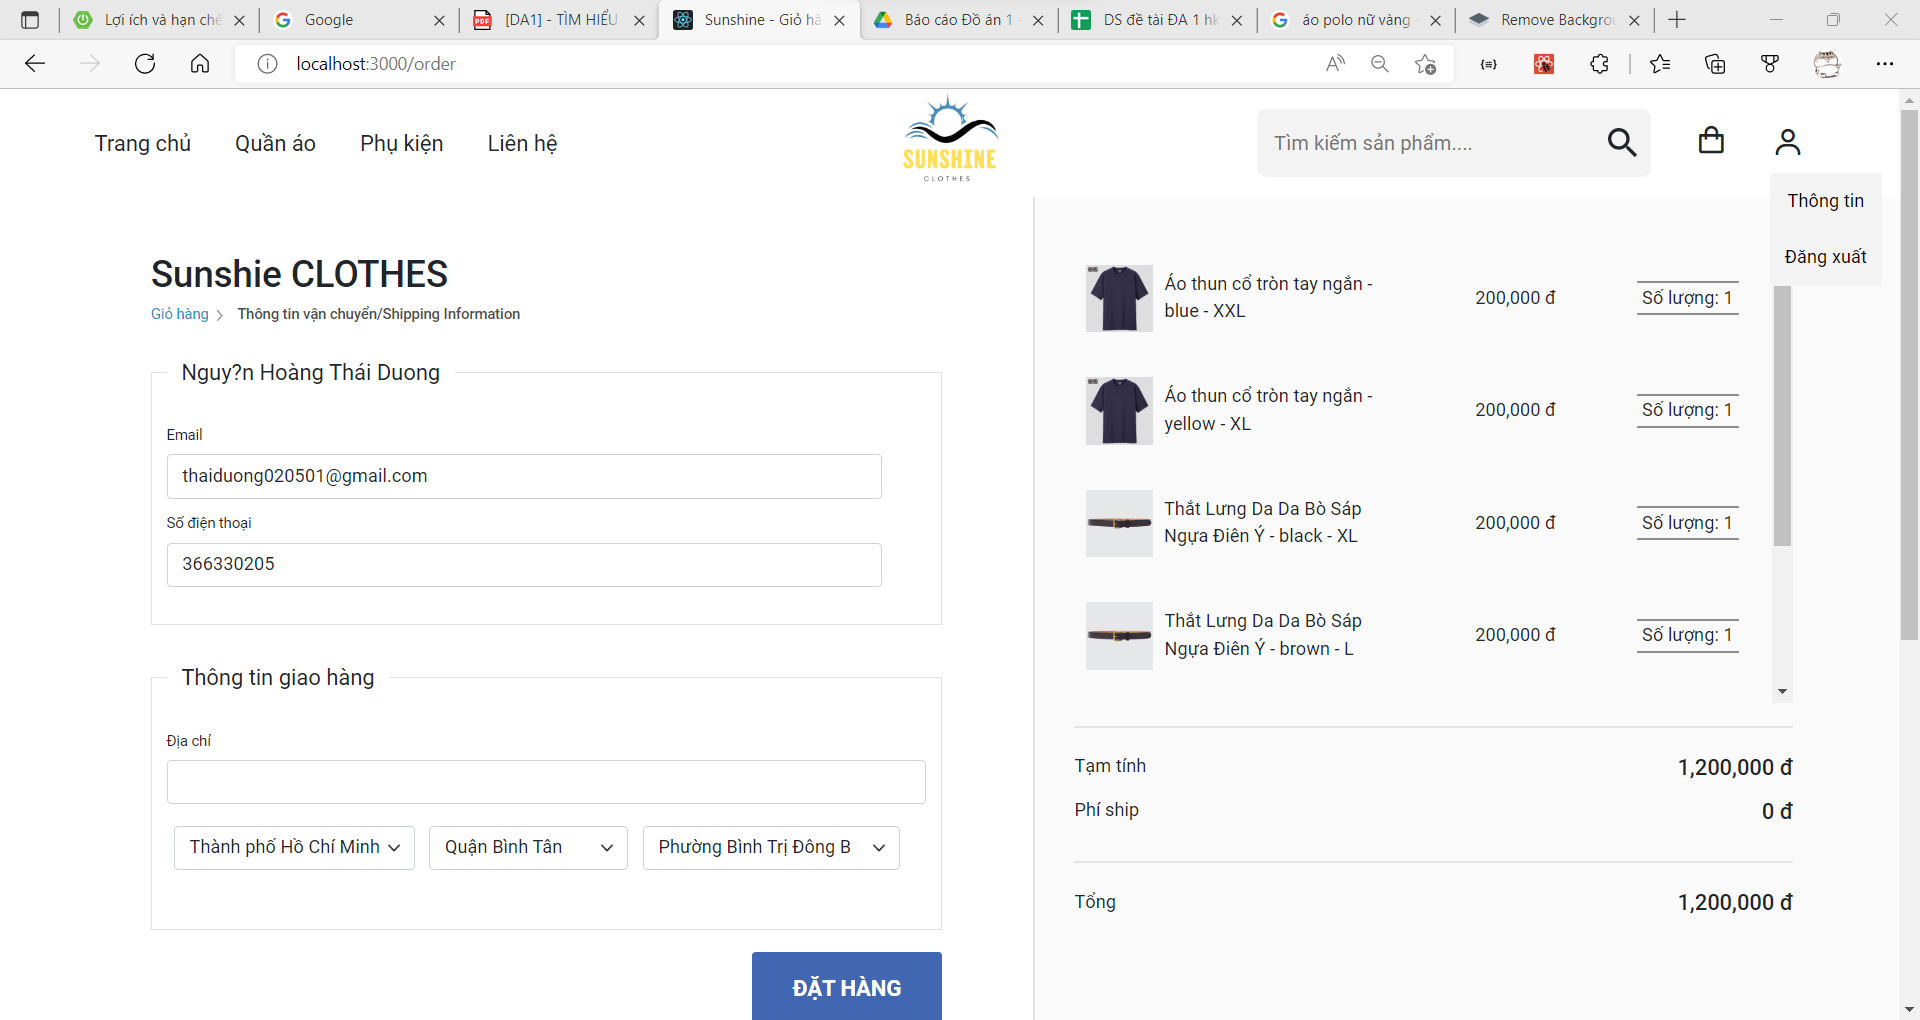 Lợi ích và hạn chế
Google
[DA1] - TÌM HIỂU
Sunshine - Giỏ hà
Báo cáo Đồ án 1 -
DS đề tài ĐA 1 hk
áo polo nữ vàng -
Remove Backgrou
localhost:3000/order
Trang chủ
Quần áo
Phụ kiện
Liên hệ
SUNSHINE
CLOTHES
Tìm kiếm sản phẩm....
Thông tin
Đăng xuất
Sunshie CLOTHES
Giỏ hàng
Thông tin vận chuyển/Shipping Information
Nguy?n Hoàng Thái Duong
Email
thaiduong020501@gmail.com
Số điện thoại
366330205
Thông tin giao hàng
Địa chỉ
Thành phố Hồ Chí Minh
Quận Bình Tân
Phường Bình Trị Đông B
ĐẶT HÀNG
Áo thun cổ tròn tay ngắn -
blue - XXL
200,000 đ
Số lượng: 1
Áo thun cổ tròn tay ngắn -
yellow - XL
200,000 đ
Số lượng: 1
Thắt Lưng Da Da Bò Sáp
Ngựa Điên Ý - black - XL
200,000 đ
Số lượng: 1
Thắt Lưng Da Da Bò Sáp
Ngựa Điên Ý - brown - L
200,000 đ
Số lượng: 1
Tạm tính
1,200,000 đ
Phí ship
0 đ
Tổng
1,200,000 đ